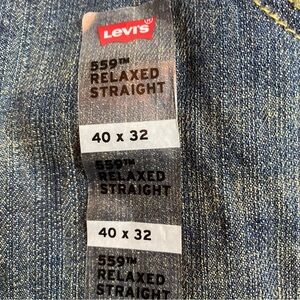 Levi's
559™
RELAXED
STRAIGHT
40 x 32
559™
RELAXED
STRAIGHT
40 x 32
559™
RELAXED
STRAIGHT